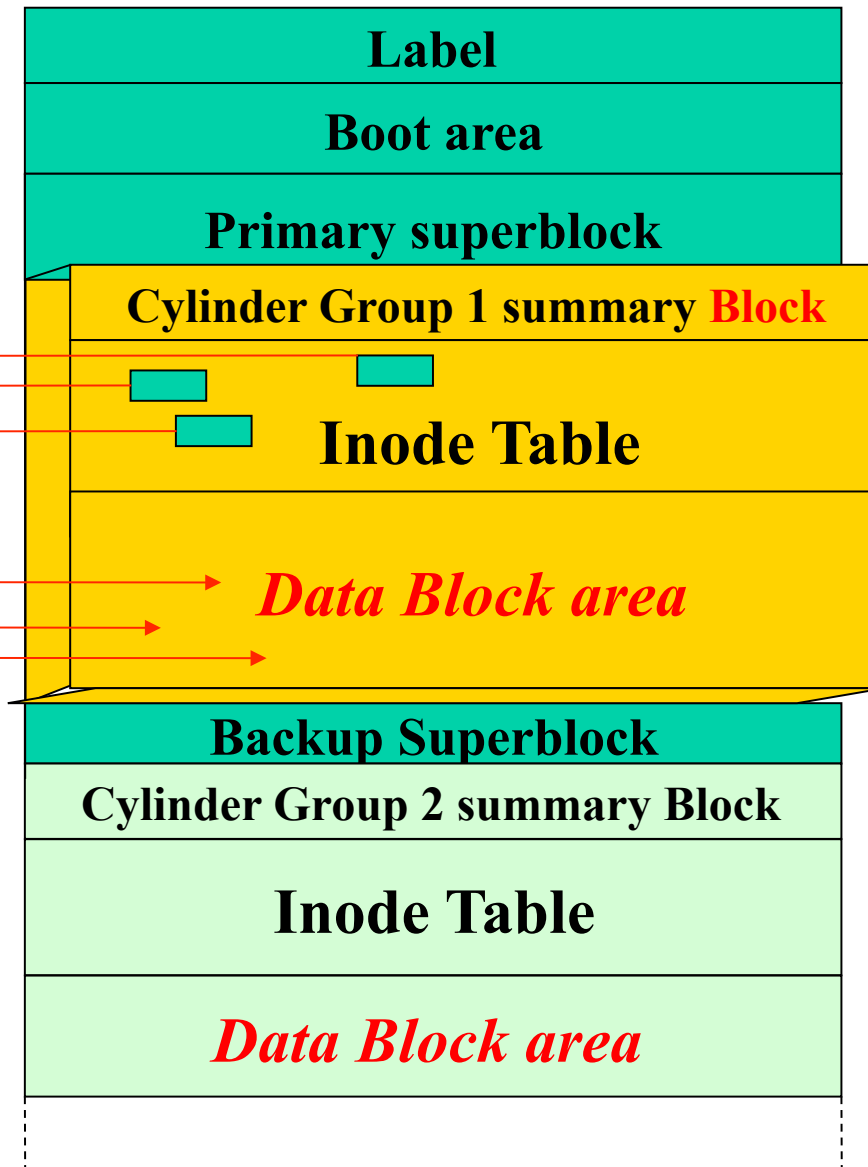 Label
Boot area
Primary superblock
Cylinder Group 1 summary Block
Inode Table
Data Block area
Backup Superblock
Cylinder Group 2 summary Block
Inode Table
Data Block area